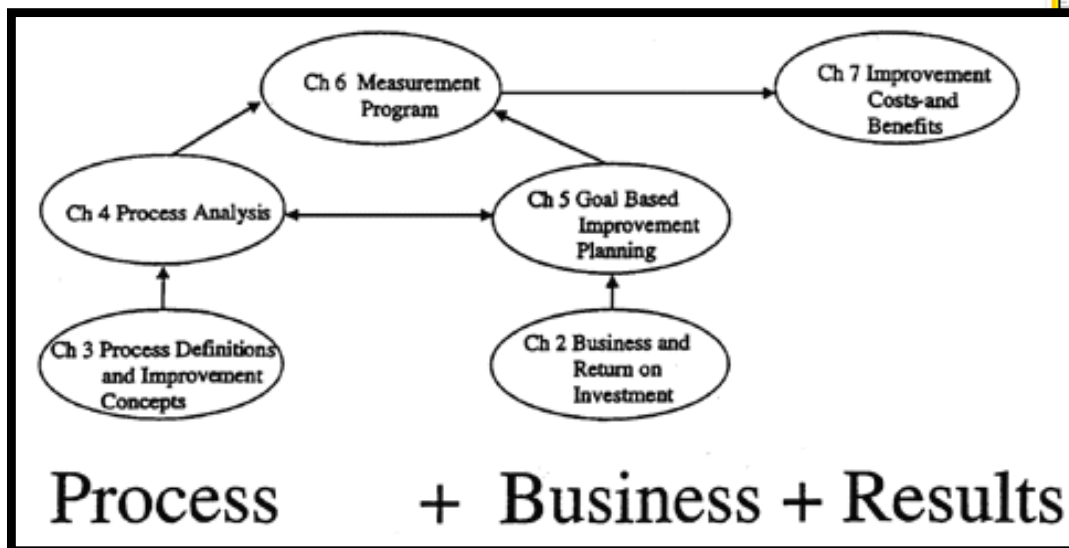 Ch 6 Measurement
Program
Ch 7 Improvement
Costs-and
Benefits
Ch 4 Process Analysis
Ch 5 Goal Based
Improvement
Planning
Ch 3 Process Definitions
and Improvement
Concepts
Ch 2 Business and
Return on
Investment
Process + Business + Results